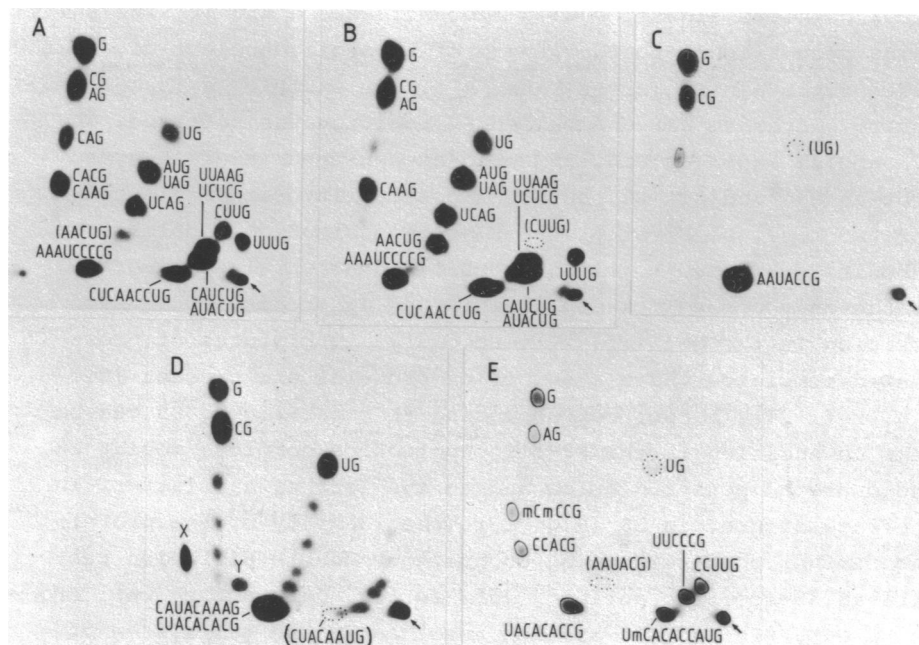 A
G
CG
AG
CAG
UG
CACG
CAAG
AUG
UAG
UUAAG
UCUCG
UCAG
CUUG
(AACUG)
UUUG
AAAUCCCCG
CUCAACCUG
CAUCUG
AUACUG
B
G
CG
AG
UG
CAAG
AUG
UAG
UUAAG
UCUCG
UCAG
(CUUG)
AACUG
AAAUCCCCG
UUUG
CUCAACCUG
CAUCUG
AUACUG
C
G
CG
(UG)
AAUACCG
D
G
CG
UG
X
Y
CAUACAAAG
CUACACACG
(CUACAAUG)
E
G
AG
UG
mCmCCG
CCACG
UUCCCG
(AAUACG)
CCUUG
UACACACCG
UmCACACCAUG